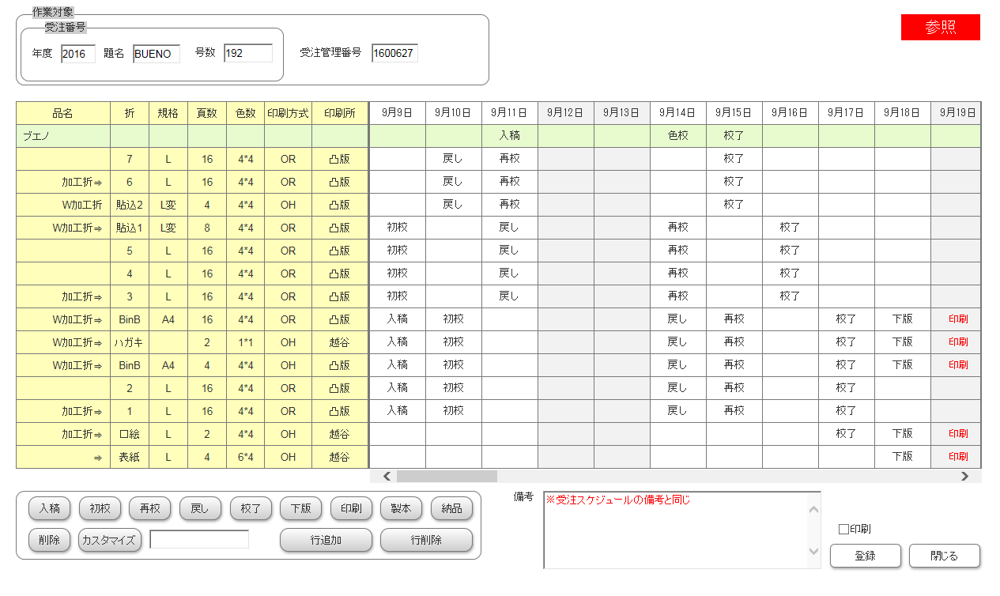 作業対象
受注番号
年度 2016 題名 BUENO 号数 192 受注管理番号 1600627
参照
品名 折 規格 頁数 色数 印刷方式 印刷所 9月9日 9月10日 9月11日 9月12日 9月13日 9月14日 9月15日 9月16日 9月17日 9月18日 9月19日
ブエノ 入稿 色校 校了
7 L 16 4*4 OR 凸版 戻し 再校 校了
加工折⇒ 6 L 16 4*4 OR 凸版 戻し 再校 校了
W加工折 貼込2 L変 4 4*4 OH 凸版 戻し 再校 校了
W加工折⇒ 貼込1 L変 8 4*4 OR 凸版 初校 戻し 再校 校了
5 L 16 4*4 OR 凸版 初校 戻し 再校 校了
4 L 16 4*4 OR 凸版 初校 戻し 再校 校了
加工折⇒ 3 L 16 4*4 OR 凸版 初校 戻し 再校 校了
W加工折⇒ BinB A4 16 4*4 OR 凸版 入稿 初校 戻し 再校 校了 下版 印刷
W加工折⇒ ハガキ 2 1*1 OH 越谷 入稿 初校 戻し 再校 校了 下版 印刷
W加工折⇒ BinB A4 4 4*4 OH 凸版 入稿 初校 戻し 再校 校了 下版 印刷
2 L 16 4*4 OR 凸版 入稿 初校 戻し 再校 校了
加工折⇒ 1 L 16 4*4 OR 凸版 入稿 初校 戻し 再校 校了
加工折⇒ 口絵 L 2 4*4 OH 越谷 校了 下版 印刷
⇒ 表紙 L 4 6*4 OH 越谷 下版 印刷
入稿 初校 再校 戻し 校了 下版 印刷 製本 納品
削除 カスタマイズ 行追加 行削除
備考 ※受注スケジュールの備考と同じ
印刷
登録 閉じる